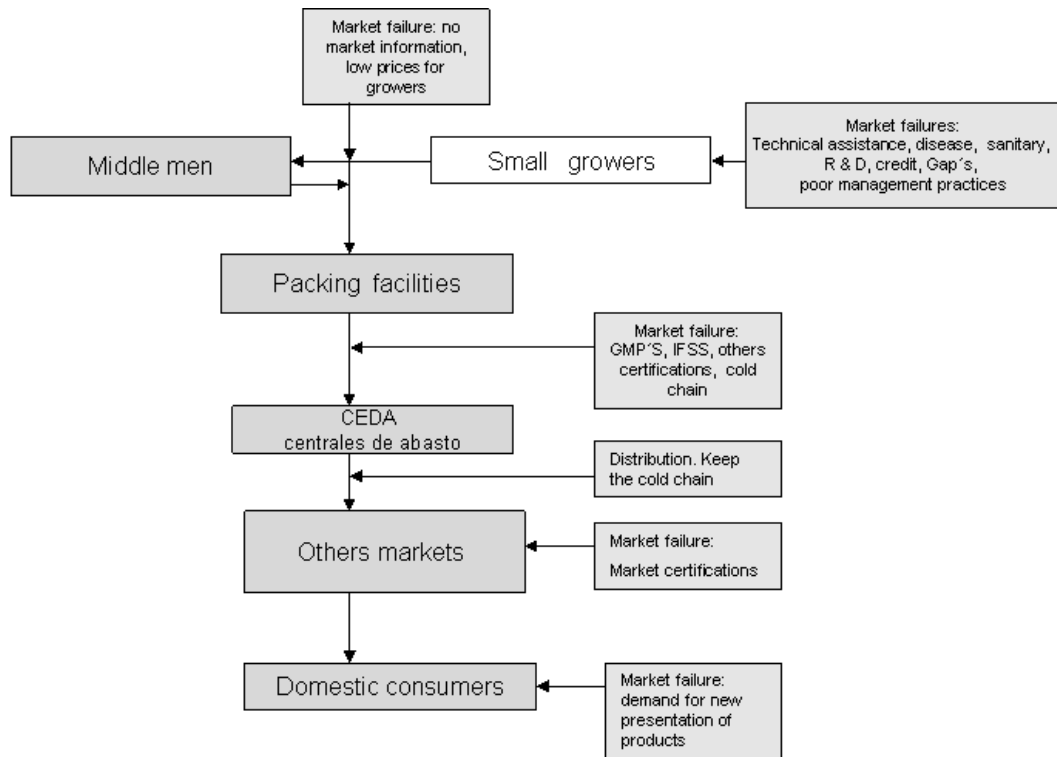 Market failure: no
market information,
low prices for
growers
Middle men
Small growers
Market failures:
Technical assistance, disease, sanitary,
R & D, credit, Gap´s,
poor management practices
Packing facilities
Market failure:
GMP´S, IFSS, others
certifications, cold
chain
CEDA
centrales de abasto
Distribution. Keep
the cold chain
Others markets
Market failure:
Market certifications
Domestic consumers
Market failure:
demand for new
presentation of
products